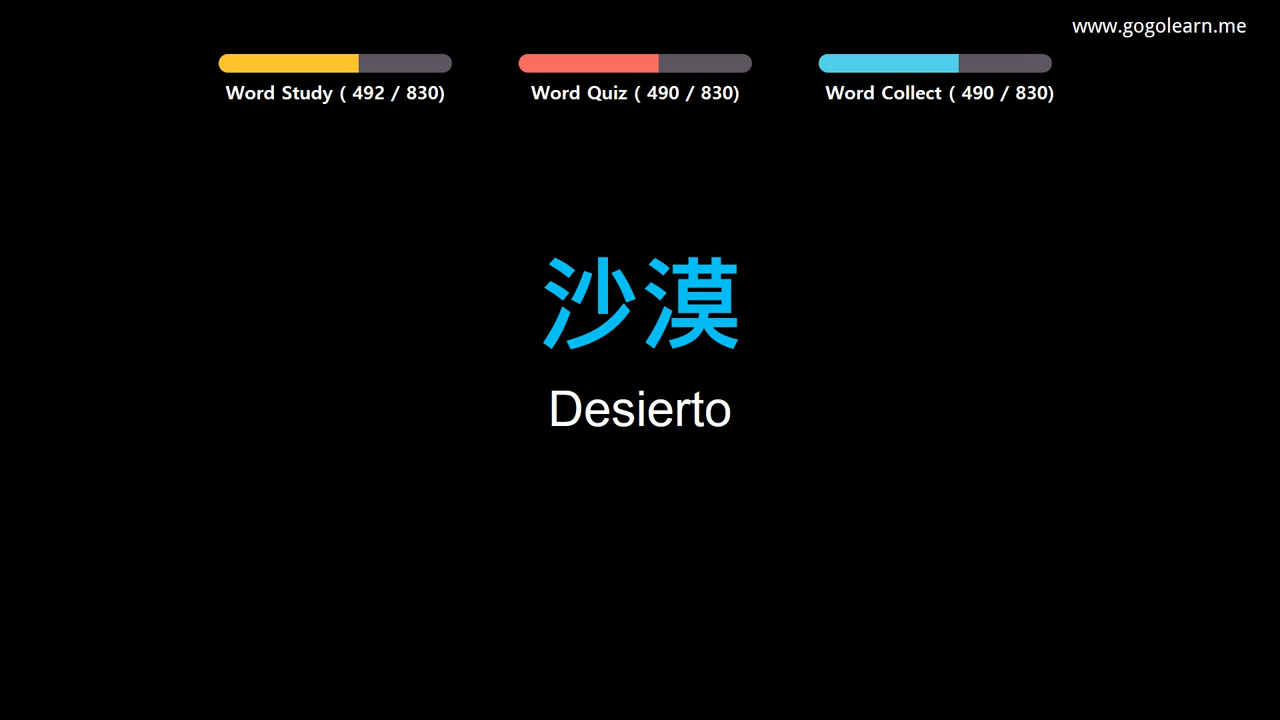 www.gogolearn.me
Word Study ( 492 / 830)
Word Quiz ( 490 / 830)
Word Collect ( 490 / 830)
沙漠
Desierto